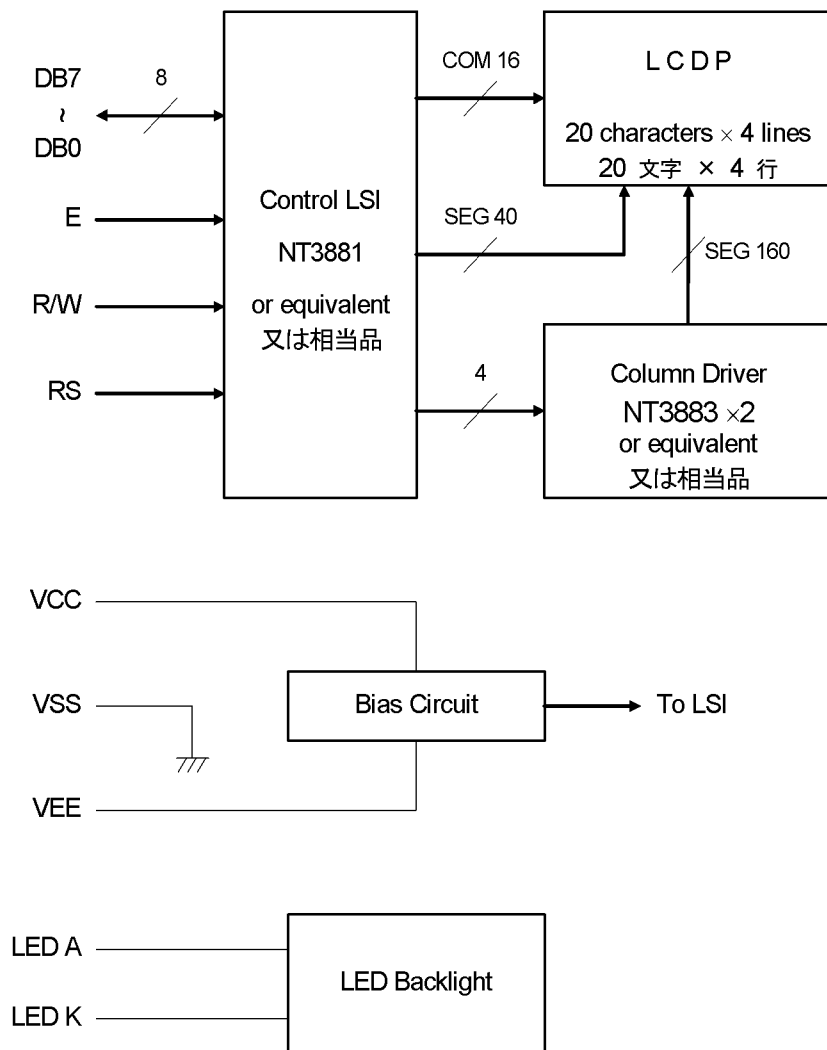 DB7
~
DB0
8
E
R/W
RS
Control LSI
NT3881
or equivalent
又は相当品
COM 16
SEG 40
4
L C D P
20 characters × 4 lines
20 文字 × 4 行
SEG 160
Column Driver
NT3883 ×2
or equivalent
又は相当品
VCC
VSS
VEE
Bias Circuit
To LSI
LED A
LED K
LED Backlight